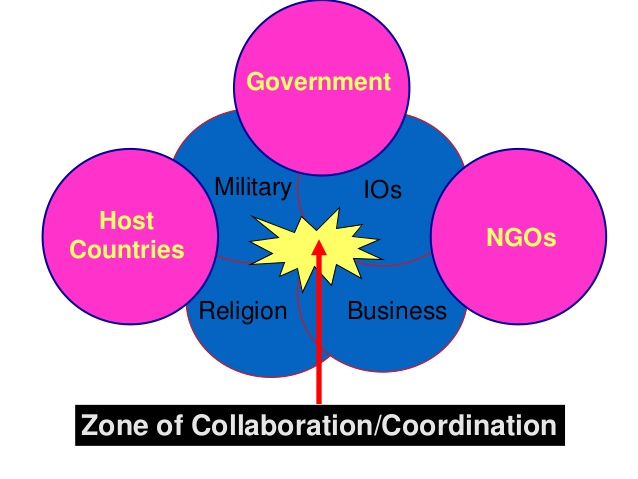 Government
Military
IOs
Host
Countries
NGOs
Religion
Business
Zone of Collaboration/Coordination